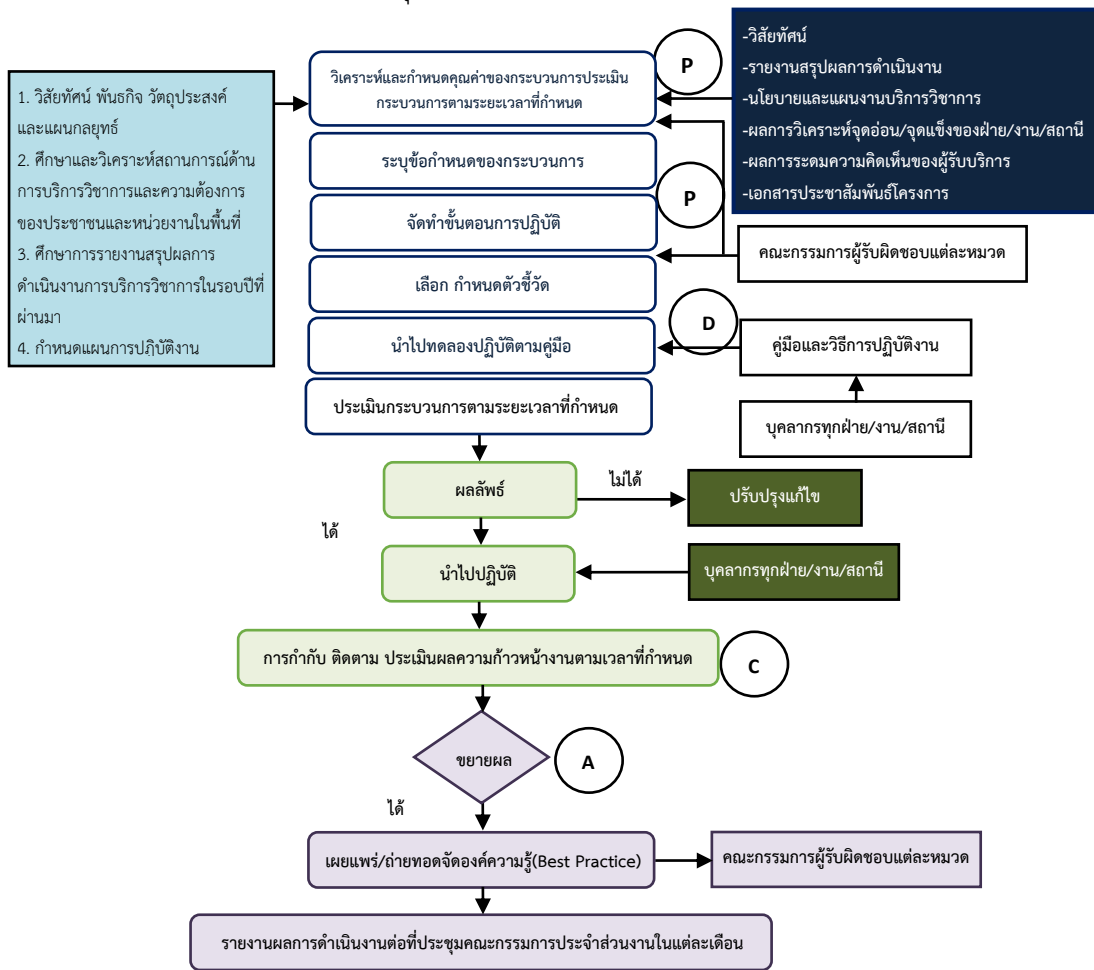 วิเคราะห์และกำหนดคุณค่าของกระบวนการประเมิน
กระบวนการตามระยะเวลาที่กำหนด
P
-วิสัยทัศน์
-รายงานสรุปผลการดำเนินงาน
-นโยบายและแผนงานบริการวิชาการ
-ผลการวิเคราะห์จุดอ่อน/จุดแข็งของฝ่าย/งาน/สถานี
-ผลการระดมความคิดเห็นของผู้รับบริการ
-เอกสารประชาสัมพันธ์โครงการ
1. วิสัยทัศน์ พันธกิจ วัตถุประสงค์
และแผนกลยุทธ์
2. ศึกษาและวิเคราะห์สถานการณ์ด้าน
การบริการวิชาการและความต้องการ
ของประชาชนและหน่วยงานในพื้นที่
3. ศึกษาการรายงานสรุปผลการ
ดำเนินงานการบริการวิชาการในรอบปีที่
ผ่านมา
4. กำหนดแผนการปฏิบัติงาน
ระบุข้อกำหนดของกระบวนการ
P
จัดทำขั้นตอนการปฏิบัติ
คณะกรรมการผู้รับผิดชอบแต่ละหมวด
เลือก กำหนดตัวชี้วัด
D
นำไปทดลองปฏิบัติตามคู่มือ
คู่มือและวิธีการปฏิบัติงาน
ประเมินกระบวนการตามระยะเวลาที่กำหนด
บุคลากรทุกฝ่าย/งาน/สถานี
ผลลัพธ์
ไม่ได้
ปรับปรุงแก้ไข
ได้
นำไปปฏิบัติ
บุคลากรทุกฝ่าย/งาน/สถานี
การกำกับ ติดตาม ประเมินผลความก้าวหน้างานตามเวลาที่กำหนด
C
ขยายผล
A
ได้
เผยแพร่/ถ่ายทอดจัดองค์ความรู้(Best Practice)
คณะกรรมการผู้รับผิดชอบแต่ละหมวด
รายงานผลการดำเนินงานต่อที่ประชุมคณะกรรมการประจำส่วนงานในแต่ละเดือน